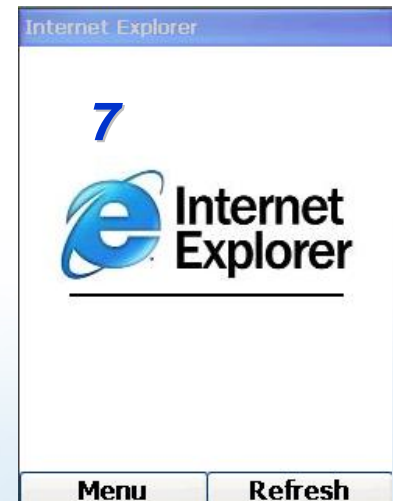 Internet Explorer
7
Internet
Explorer
Menu Refresh